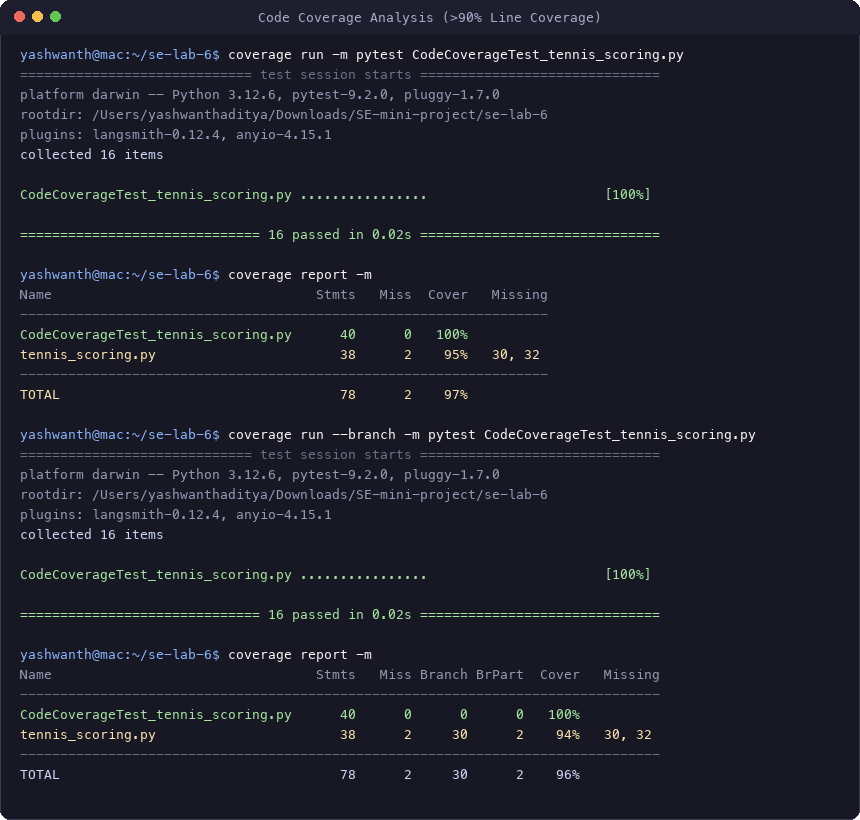 Code Coverage Analysis (>90% Line Coverage)
yashwanth@mac:~/se-lab-6$ coverage run -m pytest CodeCoverageTest_tennis_scoring.py
============================= test session starts ==============================
platform darwin -- Python 3.12.6, pytest-9.2.0, pluggy-1.7.0
rootdir: /Users/yashwanthaditya/Downloads/SE-mini-project/se-lab-6
plugins: langsmith-0.12.4, anyio-4.15.1
collected 16 items
CodeCoverageTest_tennis_scoring.py ................                      [100%]
============================== 16 passed in 0.02s ==============================
yashwanth@mac:~/se-lab-6$ coverage report -m
Name                                 Stmts   Miss  Cover   Missing
------------------------------------------------------------------
CodeCoverageTest_tennis_scoring.py      40      0   100%
tennis_scoring.py                       38      2    95%   30, 32
------------------------------------------------------------------
TOTAL                                   78      2    97%
yashwanth@mac:~/se-lab-6$ coverage run --branch -m pytest CodeCoverageTest_tennis_scoring.py
============================= test session starts ==============================
platform darwin -- Python 3.12.6, pytest-9.2.0, pluggy-1.7.0
rootdir: /Users/yashwanthaditya/Downloads/SE-mini-project/se-lab-6
plugins: langsmith-0.12.4, anyio-4.15.1
collected 16 items
CodeCoverageTest_tennis_scoring.py ................                      [100%]
============================== 16 passed in 0.02s ==============================
yashwanth@mac:~/se-lab-6$ coverage report -m
Name                                 Stmts   Miss Branch BrPart  Cover   Missing
--------------------------------------------------------------------------------
CodeCoverageTest_tennis_scoring.py      40      0      0      0   100%
tennis_scoring.py                       38      2     30      2    94%   30, 32
--------------------------------------------------------------------------------
TOTAL                                   78      2     30      2    96%